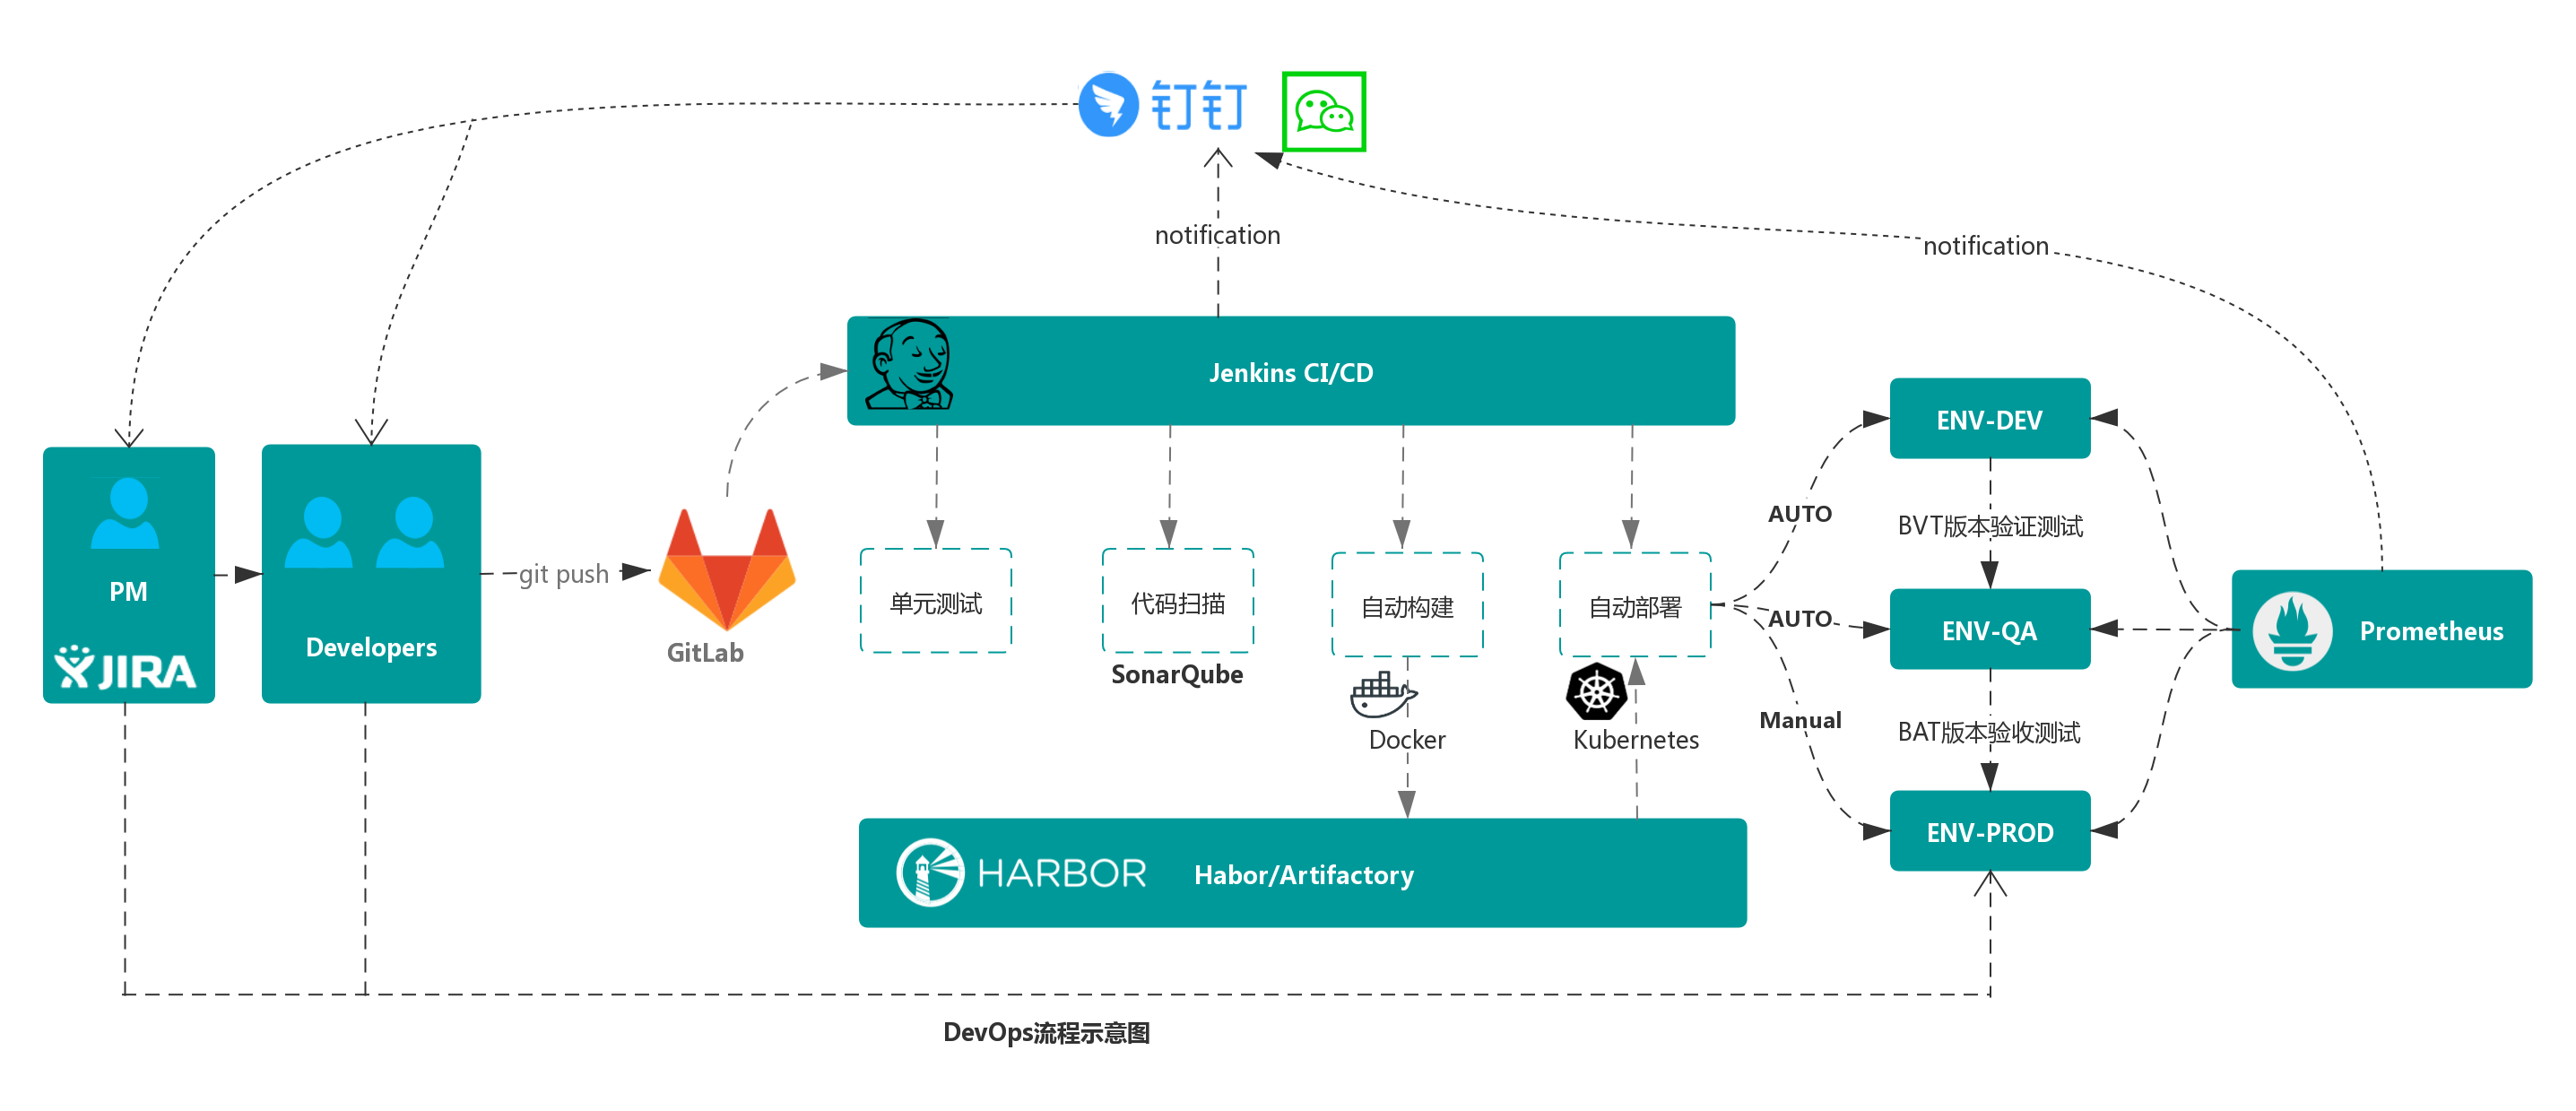 钉钉
notification
notification
Jenkins CI/CD
ENV-DEV
AUTO
BVT版本验证测试
git push
PM
单元测试
代码扫描
自动构建
自动部署
AUTO
ENV-QA
Prometheus
Developers
GitLab
JIRA
SonarQube
Manual
BAT版本验收测试
Docker
Kubernetes
ENV-PROD
HARBOR
Habor/Artifactory
DevOps流程示意图